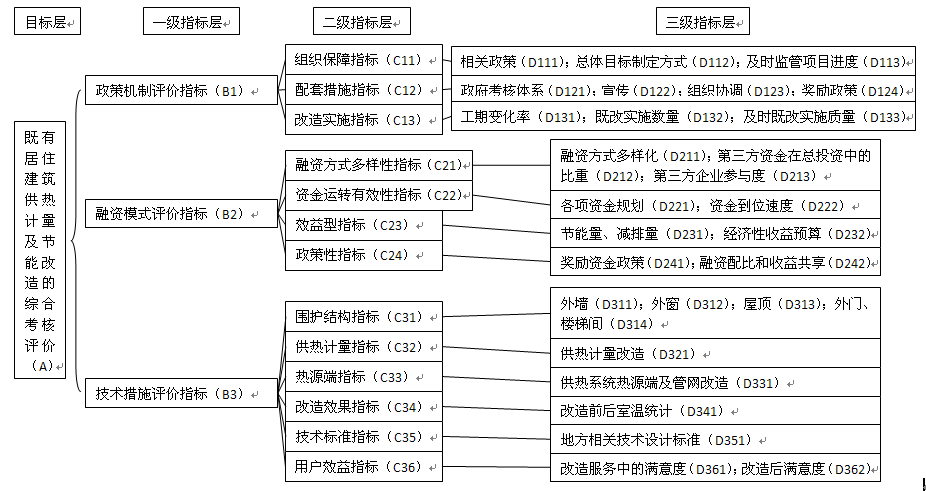 目标层
一级指标层
二级指标层
三级指标层
既有
居住
建筑
供热
计量
及节
能改
造的
综合
考核
评价
（A）
政策机制评价指标（B1）
组织保障指标（C11）
相关政策（D111）；总体目标制定方式（D112）；及时监管项目进度（D113）
配套措施指标（C12）
政府考核体系（D121）；宣传（D122）；组织协调（D123）；奖励政策（D124）
改造实施指标（C13）
工期变化率（D131）；既改实施数量（D132）；及时既改实施质量（D133）
融资模式评价指标（B2）
融资方式多样性指标（C21）
融资方式多样化（D211）；第三方资金在总投资中的
比重（D212）；第三方企业参与度（D213）
资金运转有效性指标（C22）
各项资金规划（D221）；资金到位速度（D222）
效益型指标（C23）
节能量、减排量（D231）；经济性收益预算（D232）
政策性指标（C24）
奖励资金政策（D241）；融资配比和收益共享（D242）
技术措施评价指标（B3）
围护结构指标（C31）
外墙（D311）；外窗（D312）；屋顶（D313）；外门、
楼梯间（D314）
供热计量指标（C32）
供热计量改造（D321）
热源端指标（C33）
供热系统热源端及管网改造（D331）
改造效果指标（C34）
改造前后室温统计（D341）
技术标准指标（C35）
地方相关技术设计标准（D351）
用户效益指标（C36）
改造服务中的满意度（D361）；改造后满意度（D362）